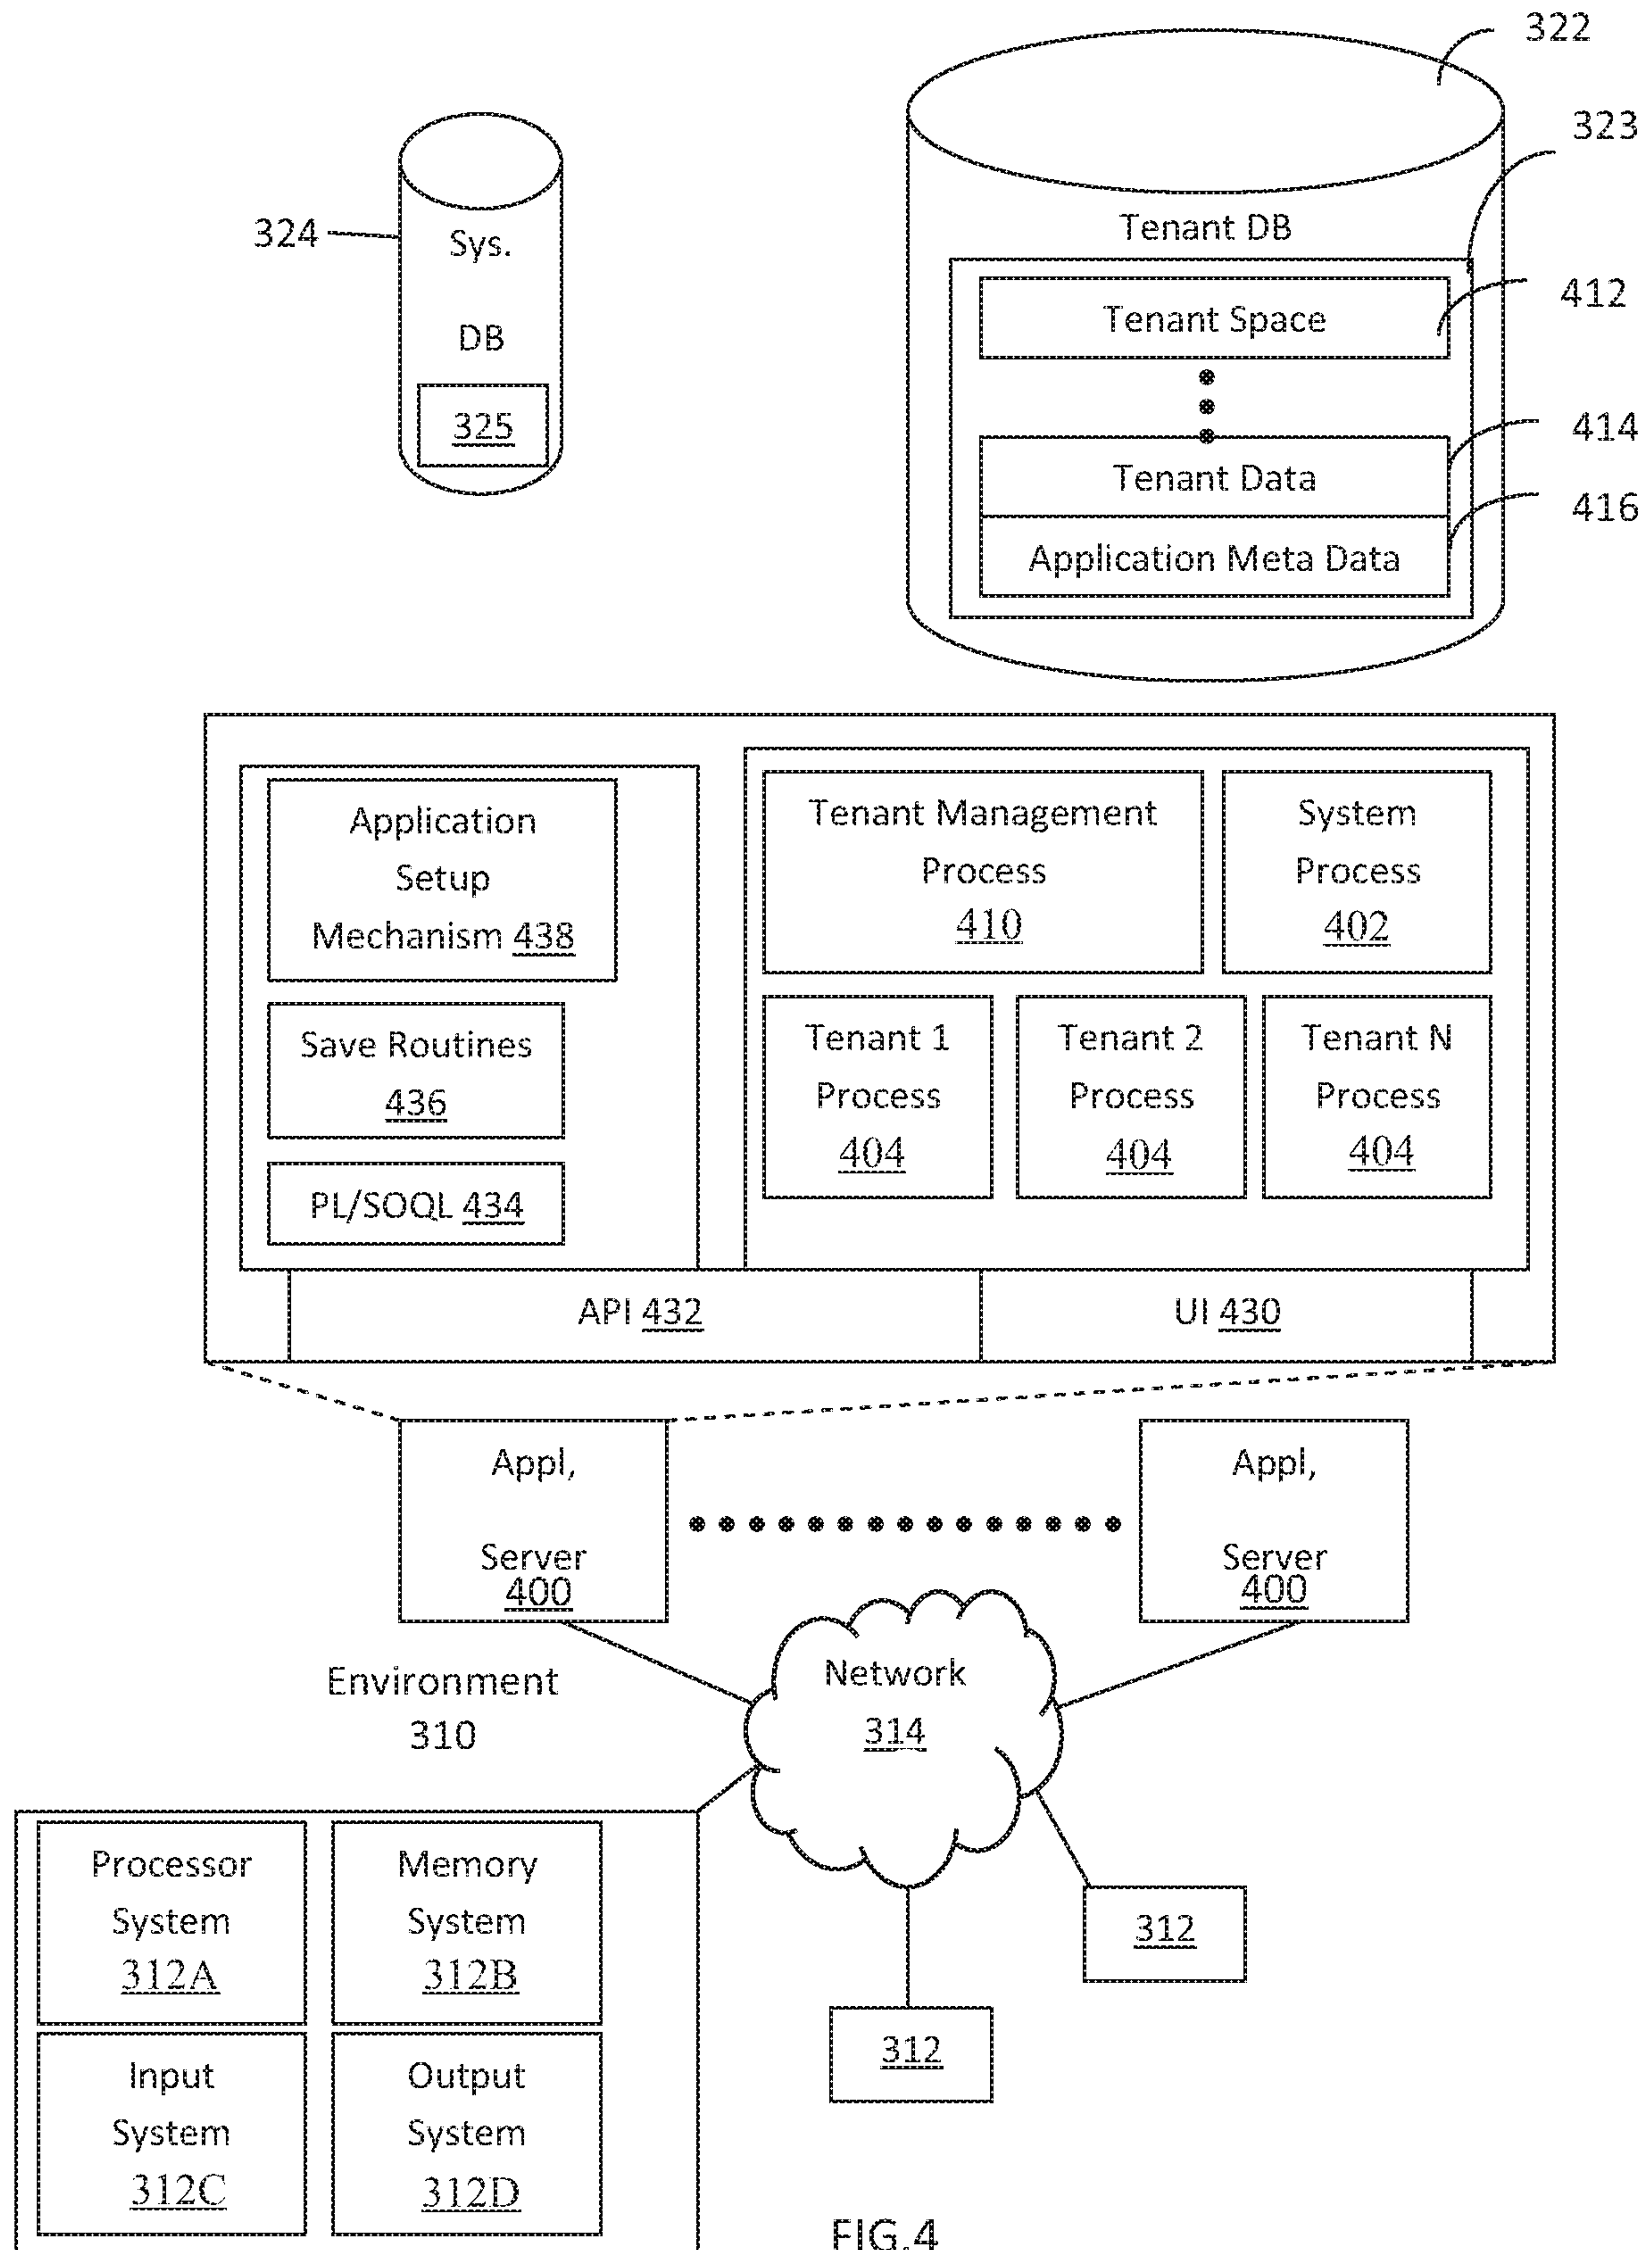 322
323
324
Sys.
DB
325
Tenant DB
Tenant Space
412
414
Tenant Data
416
Application Meta Data
Application
Setup
Mechanism 438
Save Routines
436
PL/SOQL 434
Tenant Management
Process
410
System
Process
402
Tenant 1
Process
404
Tenant 2
Process
404
Tenant N
Process
404
API 432
UI 430
Appl,
Server
400
Appl,
Server
400
Environment
310
Network
314
Processor
System
312A
Memory
System
312B
Input
System
312C
Output
System
312D
312
312
FIG.4